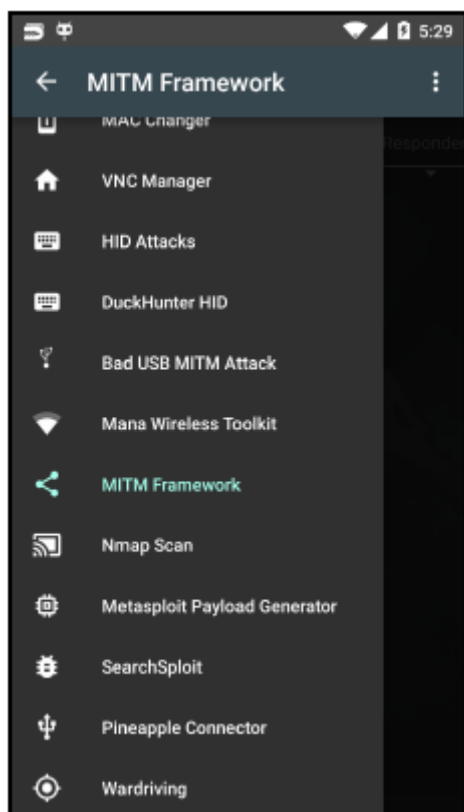 5:29
MITM Framework
MAC Changer
Responder
VNC Manager
HID Attacks
DuckHunter HID
Bad USB MITM Attack
Mana Wireless Toolkit
MITM Framework
Nmap Scan
Metasploit Payload Generator
SearchSploit
Pineapple Connector
Wardriving